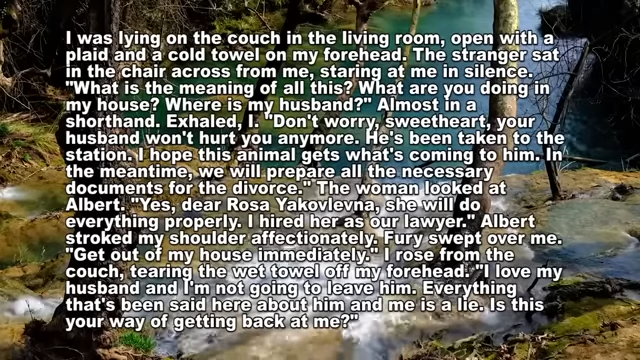 I was lying on the couch in the living room, open with a
plaid and a cold towel on my forehead. The stranger sat
in the chair across from me, staring at me in silence.
"What is the meaning of all this? What are you doing in
my house? Where is my husband?" Almost in a
shorthand. Exhaled, I. "Don't worry, sweetheart, your
husband won't hurt you anymore. He's been taken to the
station. I hope this animal gets what's coming to him. In
the meantime, we will prepare all the necessary
documents for the divorce." The woman looked at
Albert. "Yes, dear Rosa Yakovlevna, she will do
everything properly. I hired her as our lawyer." Albert
stroked my shoulder affectionately. Fury swept over me.
"Get out of my house immediately." I rose from the
couch, tearing the wet towel off my forehead. "I love my
husband and I'm not going to leave him. Everything
that's been said here about him and me is a lie. Is this
your way of getting back at me?"